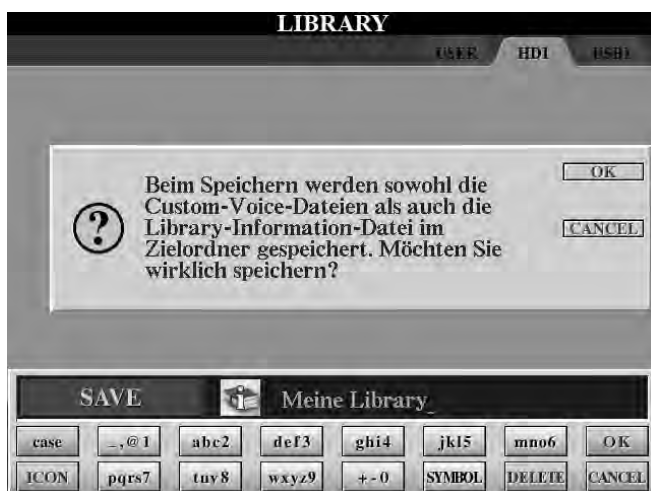 LIBRARY
USER HD1 USB1
Beim Speichern werden sowohl die
Custom-Voice-Dateien als auch die
Library-Information-Datei im
Zielordner gespeichert. Möchten Sie
wirklich speichern?
OK
CANCEL
SAVE Meine Library_
case _,@1 abc2 def3 ghi4 jkl5 mno6 OK
ICON pqrs7 tuv8 wxyz9 +-0 SYMBOL DELETE CANCEL